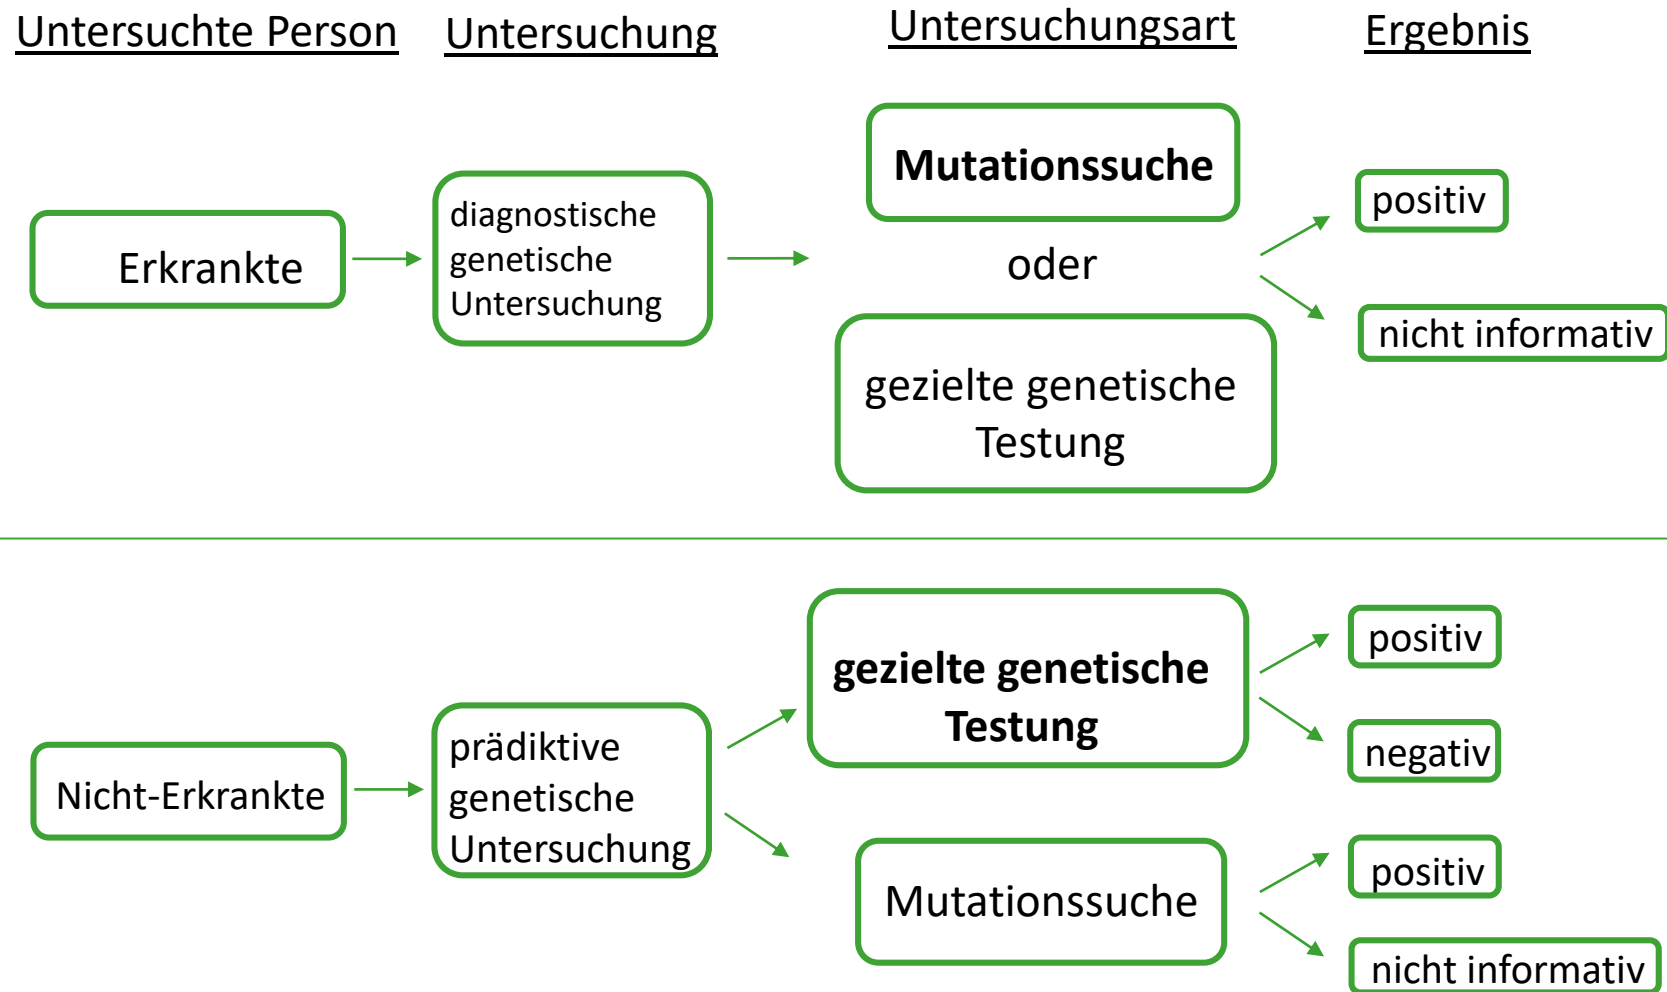 Untersuchte Person
Untersuchung
Untersuchungsart
Ergebnis
Erkrankte
diagnostische
genetische
Untersuchung
Mutationssuche
oder
gezielte genetische
Testung
positiv
nicht informativ
Nicht-Erkrankte
prädiktive
genetische
Untersuchung
gezielte genetische
Testung
positiv
negativ
Mutationssuche
positiv
nicht informativ